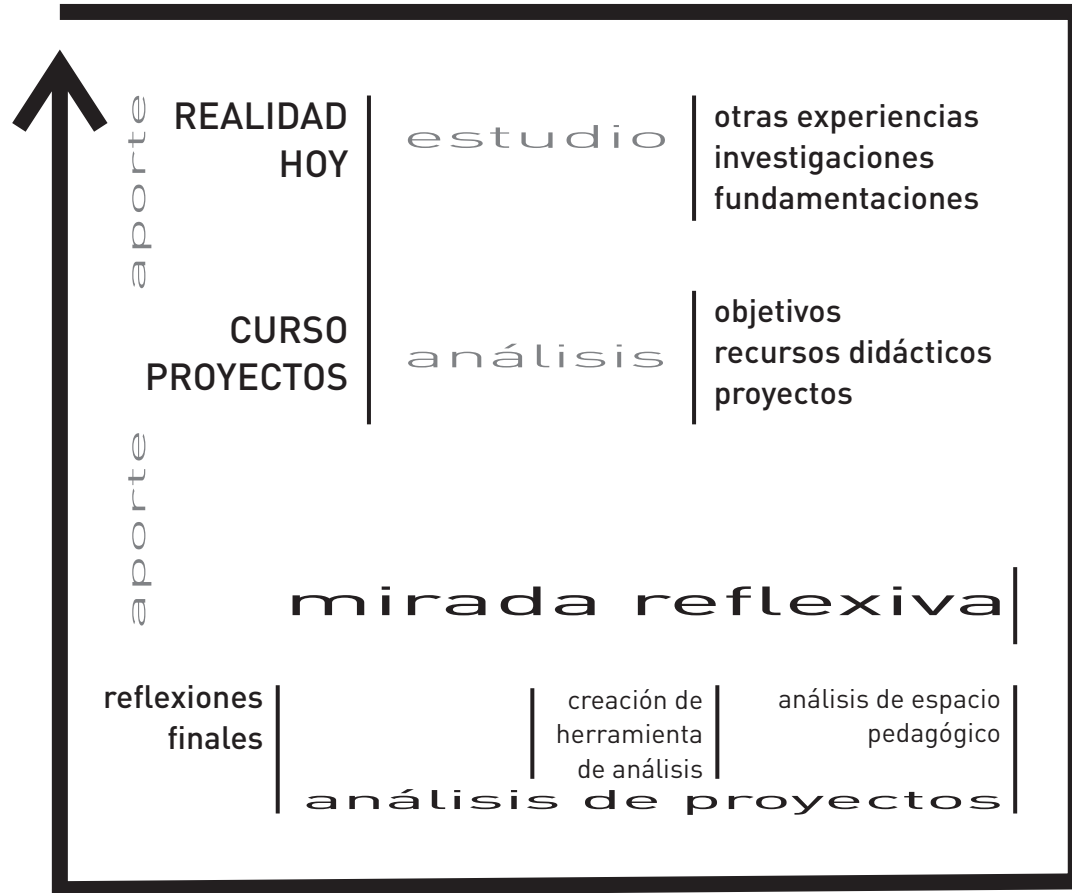 aporte
REALIDAD
HOY
estudio
otras experiencias
investigaciones
fundamentaciones
CURSO
PROYECTOS
análisis
objetivos
recursos didácticos
proyectos
aporte
mirada reflexiva
reflexiones
finales
creación de
herramienta
de análisis
análisis de espacio
pedagógico
análisis de proyectos